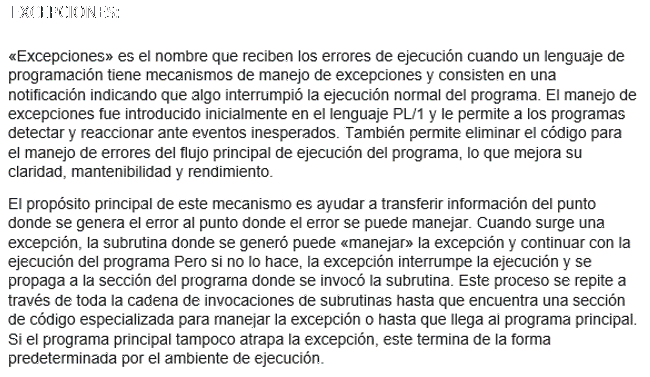 EXCEPCIONES:
«Excepciones» es el nombre que reciben los errores de ejecución cuando un lenguaje de
programación tiene mecanismos de manejo de excepciones y consisten en una
notificación indicando que algo interrumpió la ejecución normal del programa. El manejo de
excepciones fue introducido inicialmente en el lenguaje PL/1 y le permite a los programas
detectar y reaccionar ante eventos inesperados. También permite eliminar el código para
el manejo de errores del flujo principal de ejecución del programa, lo que mejora su
claridad, mantenibilidad y rendimiento.
El propósito principal de este mecanismo es ayudar a transferir información del punto
donde se genera el error al punto donde el error se puede manejar. Cuando surge una
excepción, la subrutina donde se generó puede «manejar» la excepción y continuar con la
ejecución del programa Pero si no lo hace, la excepción interrumpe la ejecución y se
propaga a la sección del programa donde se invocó la subrutina. Este proceso se repite a
través de toda la cadena de invocaciones de subrutinas hasta que encuentra una sección
de código especializada para manejar la excepción o hasta que llega ai programa principal.
Si el programa principal tampoco atrapa la excepción, este termina de la forma
predeterminada por el ambiente de ejecución.